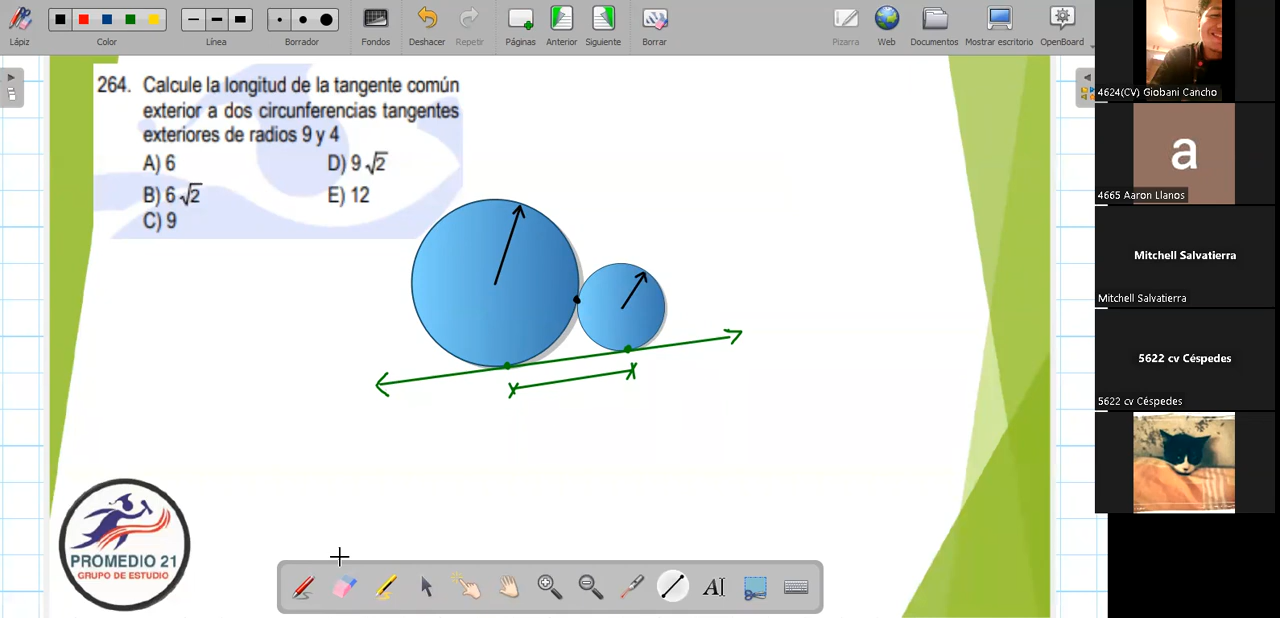 Lápiz
Color
Línea
Borrador
Fondos
Deshacer
Repetir
Páginas
Anterior
Siguiente
Borrar
Pizarra
Web
Documentos
Mostrar escritorio
OpenBoard
264. Calcule la longitud de la tangente común
exterior a dos circunferencias tangentes
exteriores de radios 9 y 4
A) 6
D) 9 √2
B) 6 √2
E) 12
C) 9
PROMEDIO 21
GRUPO DE ESTUDIO
AI
4624(CV) Giobani Cancho
a
4665 Aaron Llanos
Mitchell Salvatierra
Mitchell Salvatierra
5622 cv Céspedes
5622 cv Céspedes